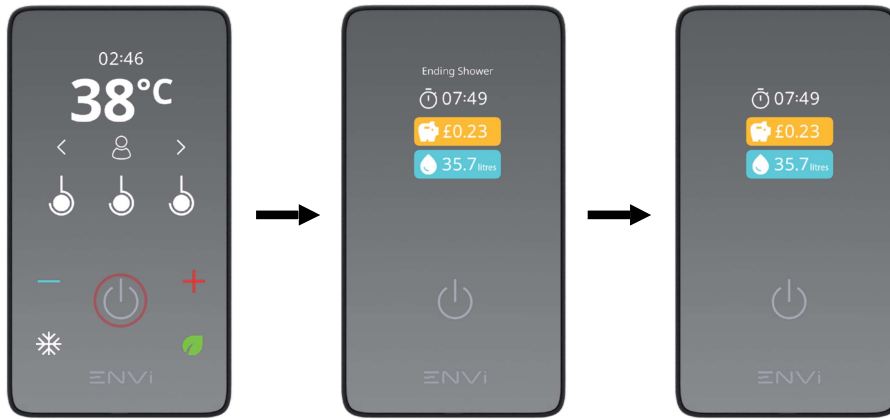 02:46
38°C
ENVi
Ending Shower
07:49
£0.23
35.7 litres
ENVi
07:49
£0.23
35.7 litres
ENVi